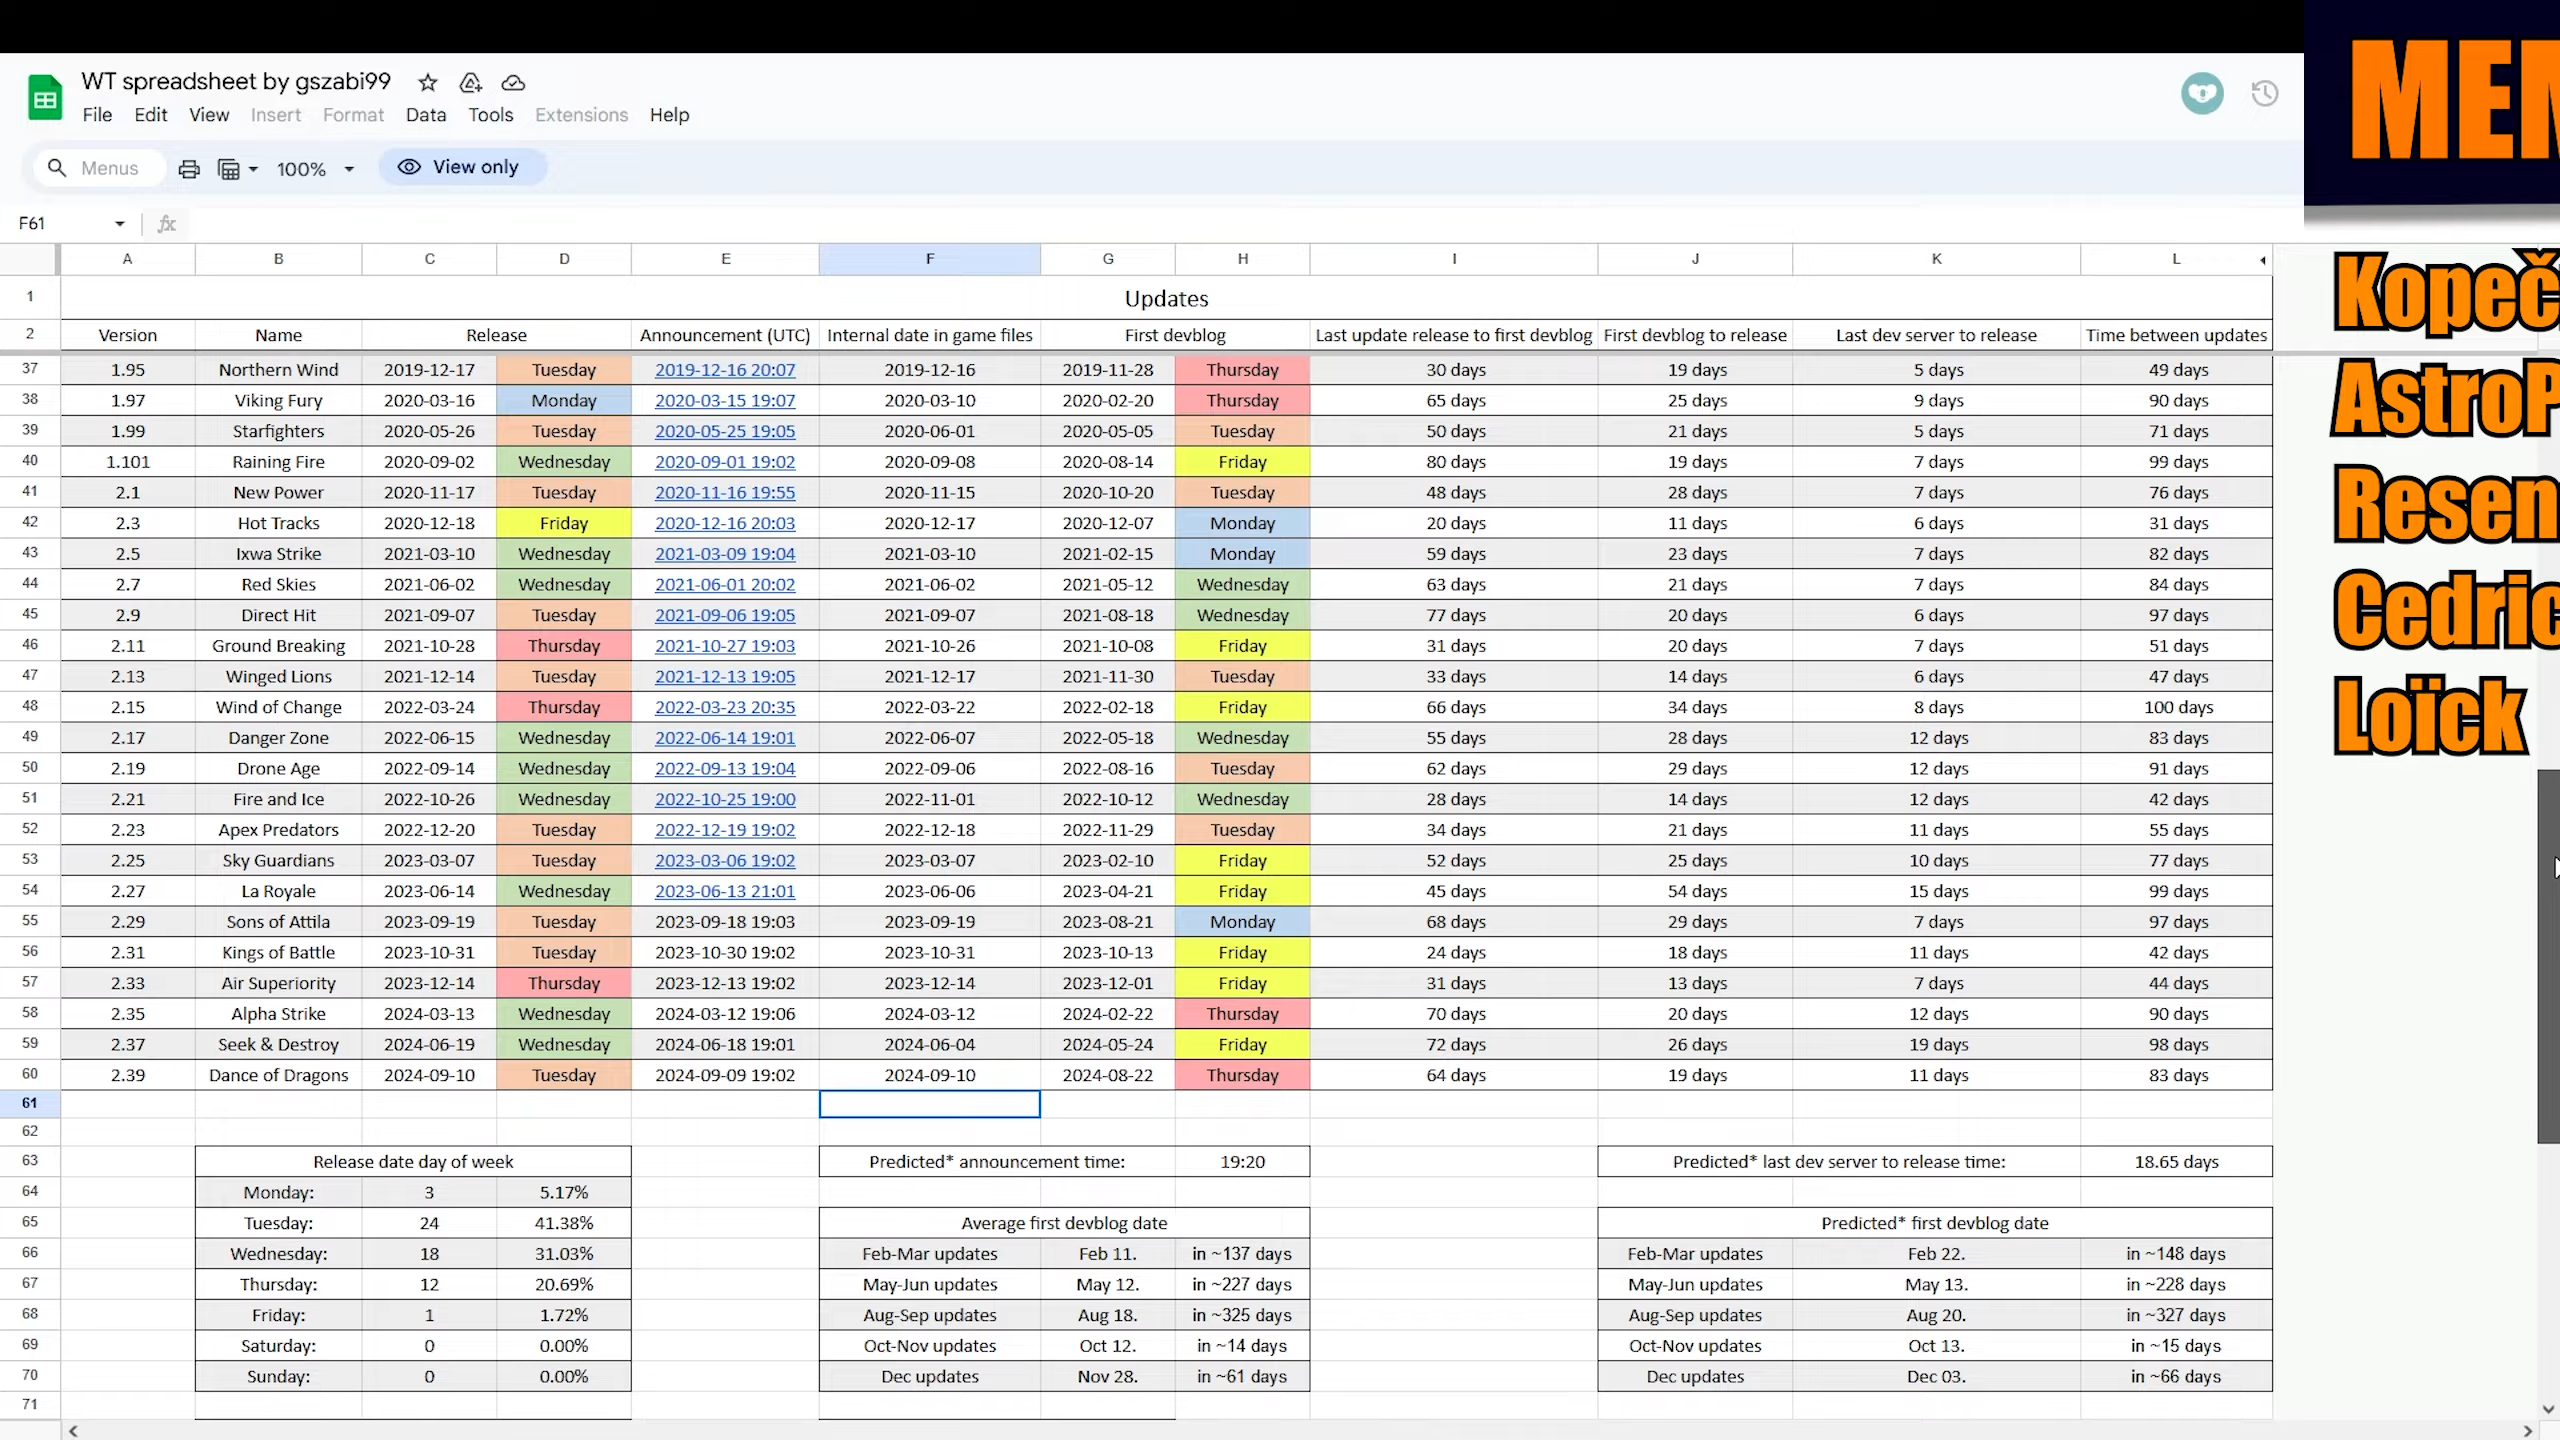 WT spreadsheet by gszabi99
File Edit View Insert Format Data Tools Extensions Help
Menus 100% View only
F61 fx
A B C D E F G H I J K L
1 Updates
2 Version Name Release Announcement (UTC) Internal date in game files First devblog Last update release to first devblog First devblog to release Last dev server to release Time between updates
37 1.95 Northern Wind 2019-12-17 Tuesday 2019-12-16 20:07 2019-12-16 2019-11-28 Thursday 30 days 19 days 5 days 49 days
38 1.97 Viking Fury 2020-03-16 Monday 2020-03-15 19:07 2020-03-10 2020-02-20 Thursday 65 days 25 days 9 days 90 days
39 1.99 Starfighters 2020-05-26 Tuesday 2020-05-25 19:05 2020-06-01 2020-05-05 Tuesday 50 days 21 days 5 days 71 days
40 1.101 Raining Fire 2020-09-02 Wednesday 2020-09-01 19:02 2020-09-08 2020-08-14 Friday 80 days 19 days 7 days 99 days
41 2.1 New Power 2020-11-17 Tuesday 2020-11-16 19:55 2020-11-15 2020-10-20 Tuesday 48 days 28 days 7 days 76 days
42 2.3 Hot Tracks 2020-12-18 Friday 2020-12-16 20:03 2020-12-17 2020-12-07 Monday 20 days 11 days 6 days 31 days
43 2.5 Ixwa Strike 2021-03-10 Wednesday 2021-03-09 19:04 2021-03-10 2021-02-15 Monday 59 days 23 days 7 days 82 days
44 2.7 Red Skies 2021-06-02 Wednesday 2021-06-01 20:02 2021-06-02 2021-05-12 Wednesday 63 days 21 days 7 days 84 days
45 2.9 Direct Hit 2021-09-07 Tuesday 2021-09-06 19:05 2021-09-07 2021-08-18 Wednesday 77 days 20 days 6 days 97 days
46 2.11 Ground Breaking 2021-10-28 Thursday 2021-10-27 19:03 2021-10-26 2021-10-08 Friday 31 days 20 days 7 days 51 days
47 2.13 Winged Lions 2021-12-14 Tuesday 2021-12-13 19:05 2021-12-17 2021-11-30 Tuesday 33 days 14 days 6 days 47 days
48 2.15 Wind of Change 2022-03-24 Thursday 2022-03-23 20:35 2022-03-22 2022-02-18 Friday 66 days 34 days 8 days 100 days
49 2.17 Danger Zone 2022-06-15 Wednesday 2022-06-14 19:01 2022-06-07 2022-05-18 Wednesday 55 days 28 days 12 days 83 days
50 2.19 Drone Age 2022-09-14 Wednesday 2022-09-13 19:04 2022-09-06 2022-08-16 Tuesday 62 days 29 days 12 days 91 days
51 2.21 Fire and Ice 2022-10-26 Wednesday 2022-10-25 19:00 2022-11-01 2022-10-12 Wednesday 28 days 14 days 12 days 42 days
52 2.23 Apex Predators 2022-12-20 Tuesday 2022-12-19 19:02 2022-12-18 2022-11-29 Tuesday 34 days 21 days 11 days 55 days
53 2.25 Sky Guardians 2023-03-07 Tuesday 2023-03-06 19:02 2023-03-07 2023-02-10 Friday 52 days 25 days 10 days 77 days
54 2.27 La Royale 2023-06-14 Wednesday 2023-06-13 21:01 2023-06-06 2023-04-21 Friday 45 days 54 days 15 days 99 days
55 2.29 Sons of Attila 2023-09-19 Tuesday 2023-09-18 19:03 2023-09-19 2023-08-21 Monday 68 days 29 days 7 days 97 days
56 2.31 Kings of Battle 2023-10-31 Tuesday 2023-10-30 19:02 2023-10-31 2023-10-13 Friday 24 days 18 days 11 days 42 days
57 2.33 Air Superiority 2023-12-14 Thursday 2023-12-13 19:02 2023-12-14 2023-12-01 Friday 31 days 13 days 7 days 44 days
58 2.35 Alpha Strike 2024-03-13 Wednesday 2024-03-12 19:06 2024-03-12 2024-02-22 Thursday 70 days 20 days 12 days 90 days
59 2.37 Seek & Destroy 2024-06-19 Wednesday 2024-06-18 19:01 2024-06-04 2024-05-24 Friday 72 days 26 days 19 days 98 days
60 2.39 Dance of Dragons 2024-09-10 Tuesday 2024-09-09 19:02 2024-09-10 2024-08-22 Thursday 64 days 19 days 11 days 83 days
61
62
63 Release date day of week Predicted* announcement time: 19:20 Predicted* last dev server to release time: 18.65 days
64 Monday: 3 5.17%
65 Tuesday: 24 41.38% Average first devblog date Predicted* first devblog date
66 Wednesday: 18 31.03% Feb-Mar updates Feb 11. in ~137 days Feb-Mar updates Feb 22. in ~148 days
67 Thursday: 12 20.69% May-Jun updates May 12. in ~227 days May-Jun updates May 13. in ~228 days
68 Friday: 1 1.72% Aug-Sep updates Aug 18. in ~325 days Aug-Sep updates Aug 20. in ~327 days
69 Saturday: 0 0.00% Oct-Nov updates Oct 12. in ~14 days Oct-Nov updates Oct 13. in ~15 days
70 Sunday: 0 0.00% Dec updates Nov 28. in ~61 days Dec updates Dec 03. in ~66 days
71
MEM
Kopeč
AstroP
Resen
Cedric
Loïck